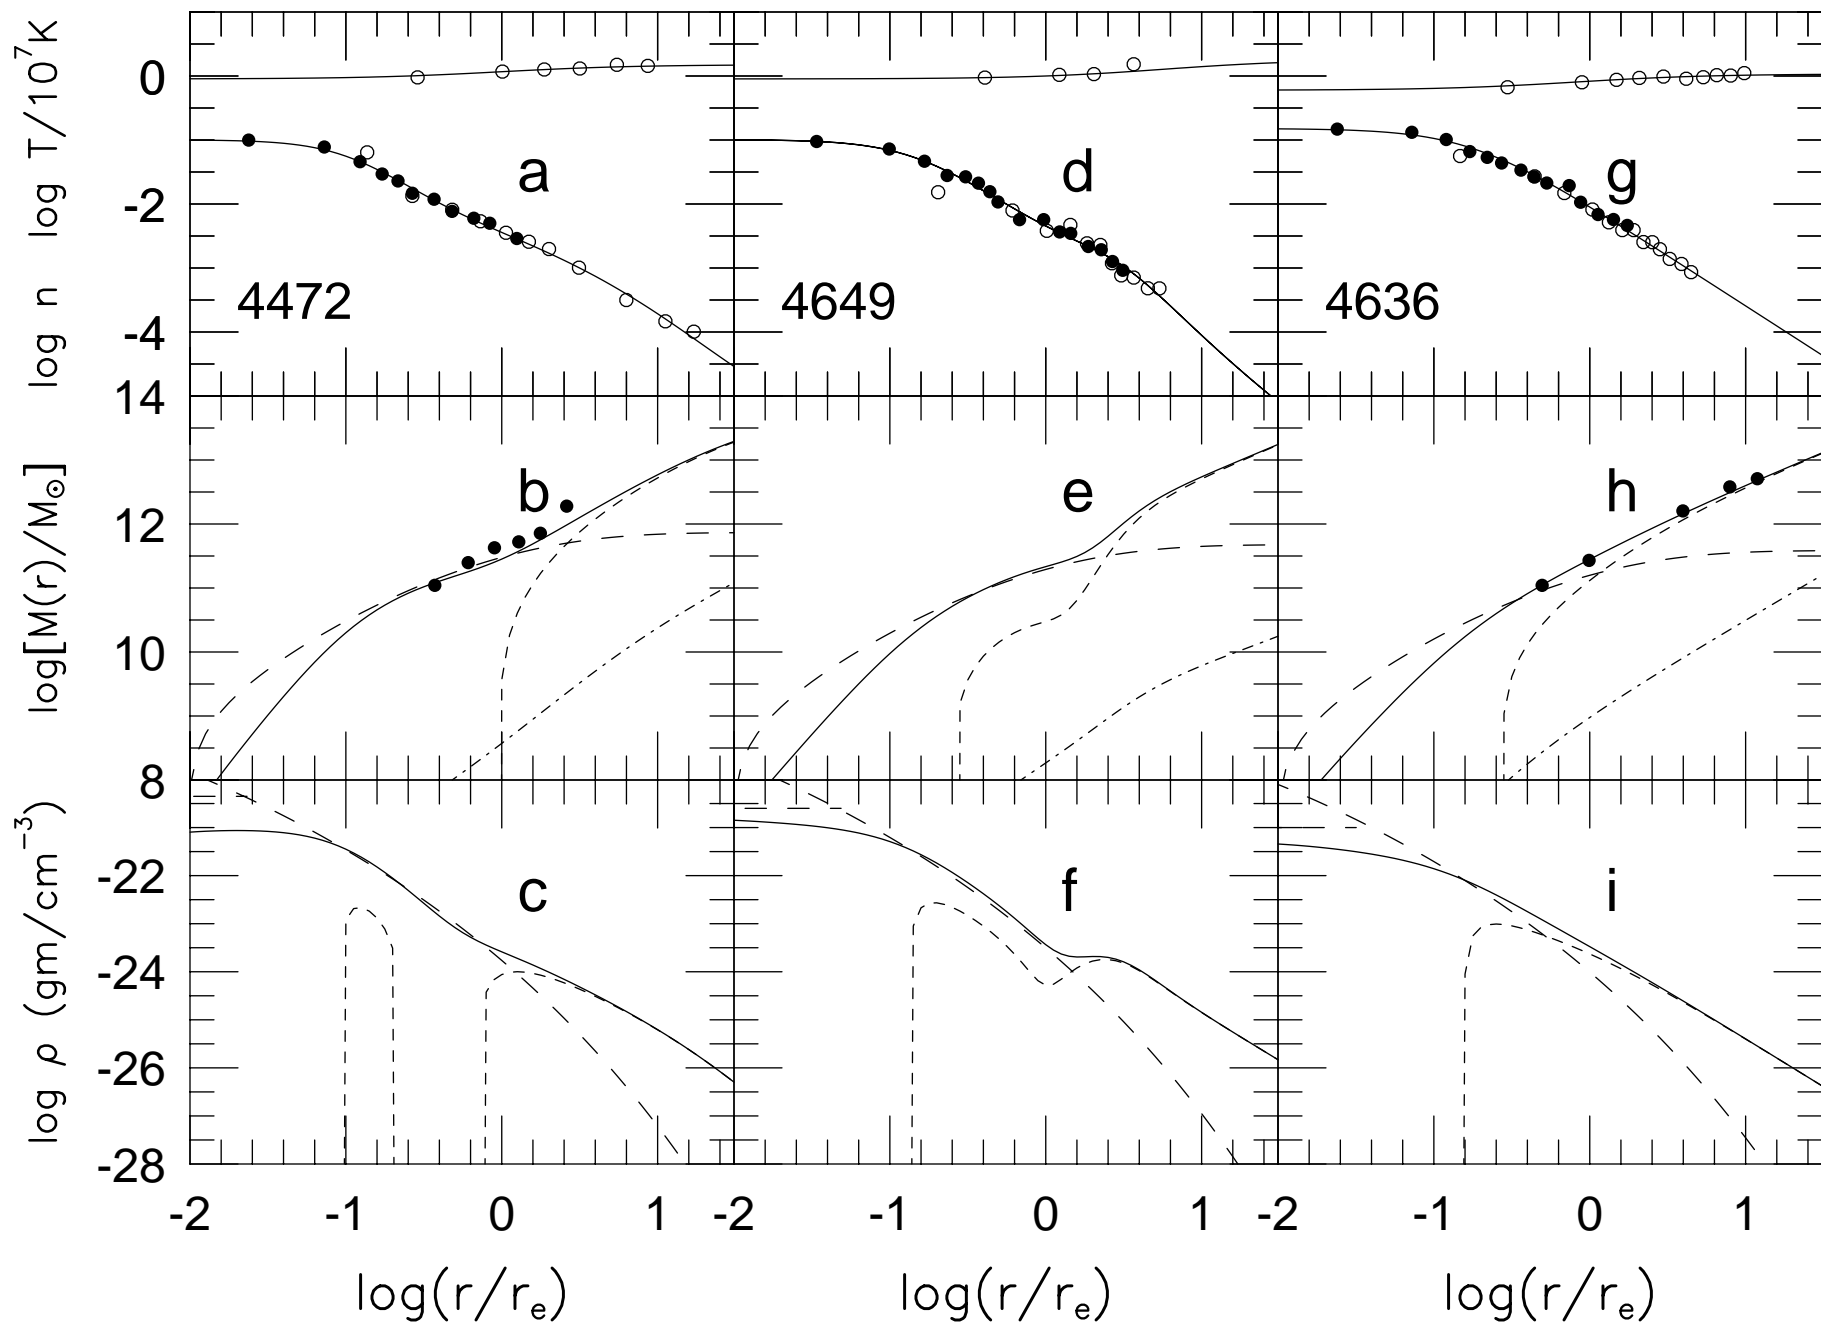 log n log T/10⁷K
0
-2
-4
a
4472
d
4649
g
4636
log[M(r)/M☉]
14
12
10
8
b
e
h
log ρ (gm/cm⁻³)
-22
-24
-26
-28
c
f
i
-2 -1 0 1 -2 -1 0 1 -2 -1 0 1
log(r/rₑ) log(r/rₑ) log(r/rₑ)